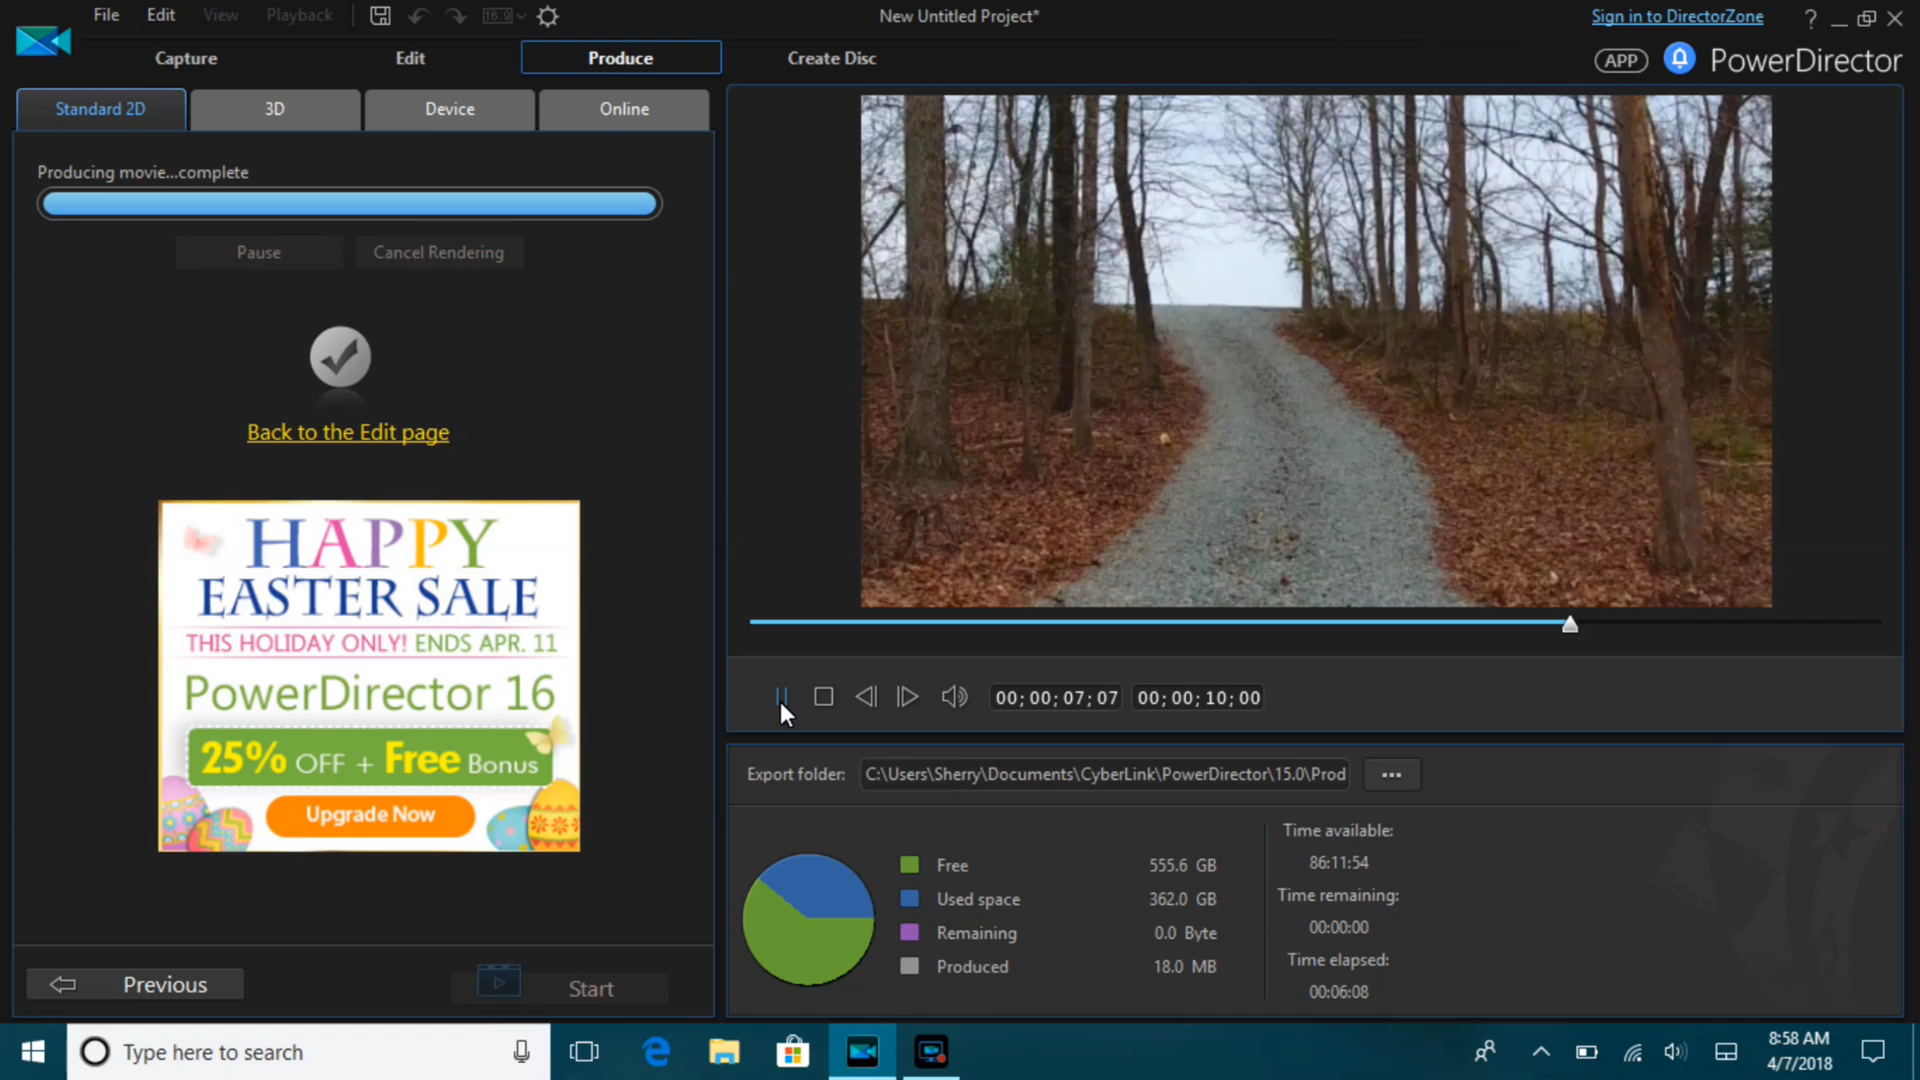 File Edit View Playback 16:9 New Untitled Project* Sign in to DirectorZone ?
Capture Edit Produce Create Disc APP PowerDirector
Standard 2D 3D Device Online
Producing movie...complete
Pause Cancel Rendering
Back to the Edit page
HAPPY
EASTER SALE
THIS HOLIDAY ONLY! ENDS APR. 11
PowerDirector 16
25% OFF + Free Bonus
Upgrade Now
Previous Start
00; 00; 07; 07 00; 00; 10; 00
Export folder: C:\Users\Sherry\Documents\CyberLink\PowerDirector\15.0\Prod ...
Free 555.6 GB
Used space 362.0 GB
Remaining 0.0 Byte
Produced 18.0 MB
Time available:
86:11:54
Time remaining:
00:00:00
Time elapsed:
00:06:08
Type here to search
8:58 AM
4/7/2018